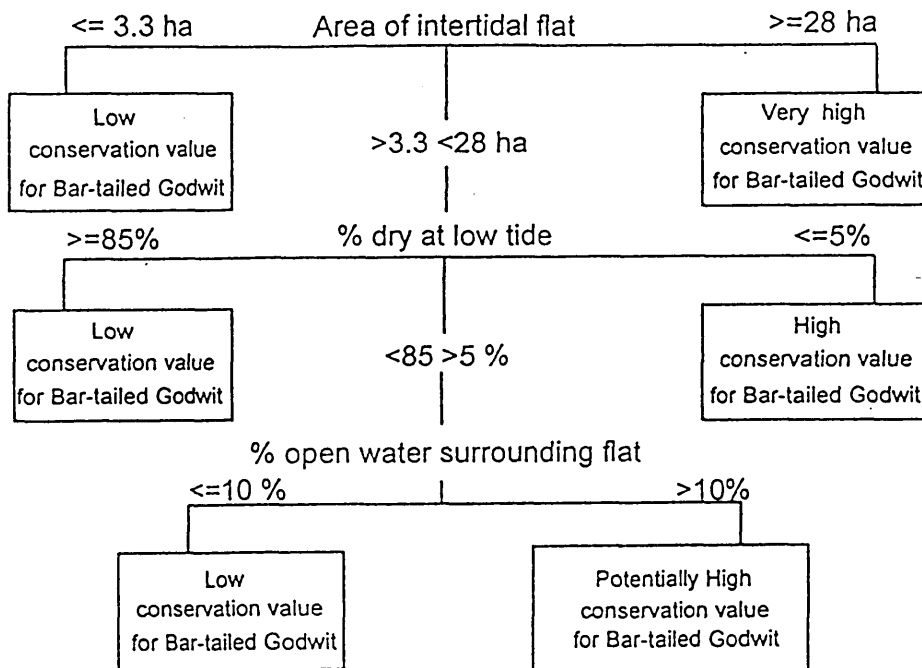 <= 3.3 ha
Area of intertidal flat
>=28 ha
Low
conservation value
for Bar-tailed Godwit
>3.3 <28 ha
Very high
conservation value
for Bar-tailed Godwit
>=85%
% dry at low tide
<=5%
Low
conservation value
for Bar-tailed Godwit
<85 >5 %
High
conservation value
for Bar-tailed Godwit
% open water surrounding flat
<=10 %
>10%
Low
conservation value
for Bar-tailed Godwit
Potentially High
conservation value
for Bar-tailed Godwit